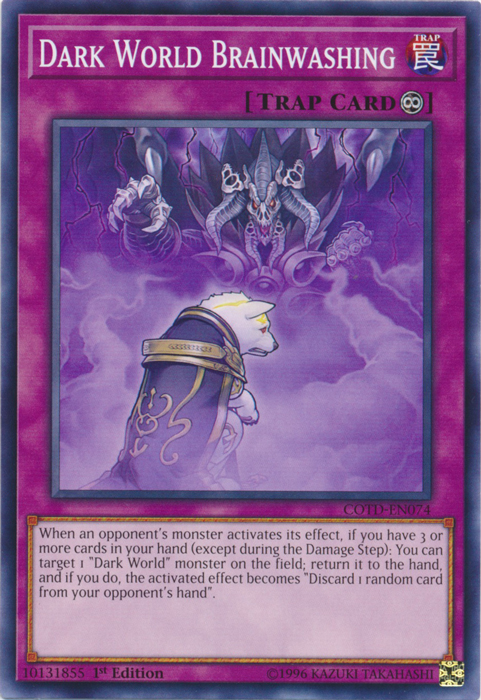 DARK WORLD BRAINWASHING
TRAP
罠
[TRAP CARD]
COTD-EN074
When an opponent's monster activates its effect, if you have 3 or
more cards in your hand (except during the Damage Step): You can
target 1 "Dark World" monster on the field; return it to the hand,
and if you do, the activated effect becomes "Discard 1 random card
from your opponent's hand".
10131855 1st Edition
©1996 KAZUKI TAKAHASHI